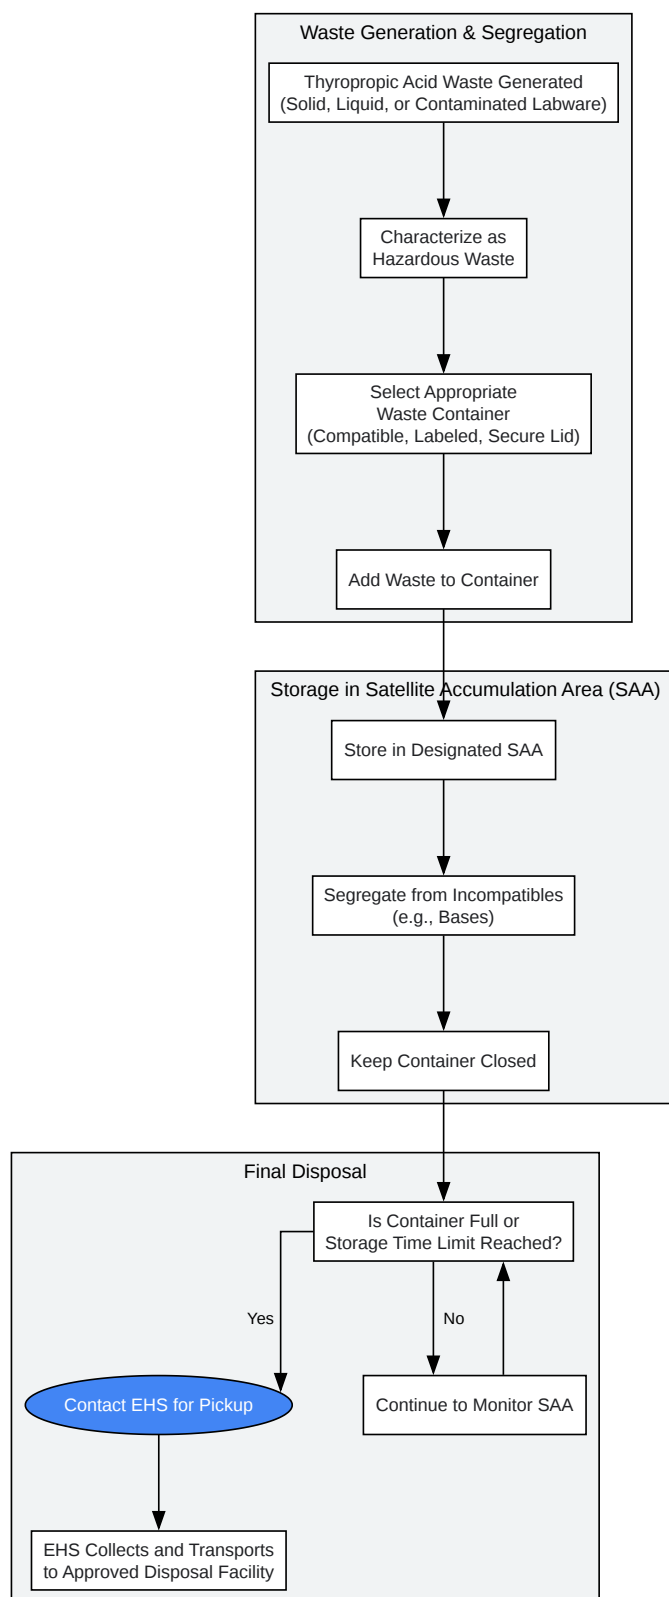 Waste Generation & Segregation
Thyropropic Acid Waste Generated
(Solid, Liquid, or Contaminated Labware)
Characterize as
Hazardous Waste
Select Appropriate
Waste Container
(Compatible, Labeled, Secure Lid)
Add Waste to Container
Storage in Satellite Accumulation Area (SAA)
Store in Designated SAA
Segregate from Incompatibles
(e.g., Bases)
Keep Container Closed
Final Disposal
Is Container Full or
Storage Time Limit Reached?
Yes
No
Contact EHS for Pickup
Continue to Monitor SAA
EHS Collects and Transports
to Approved Disposal Facility